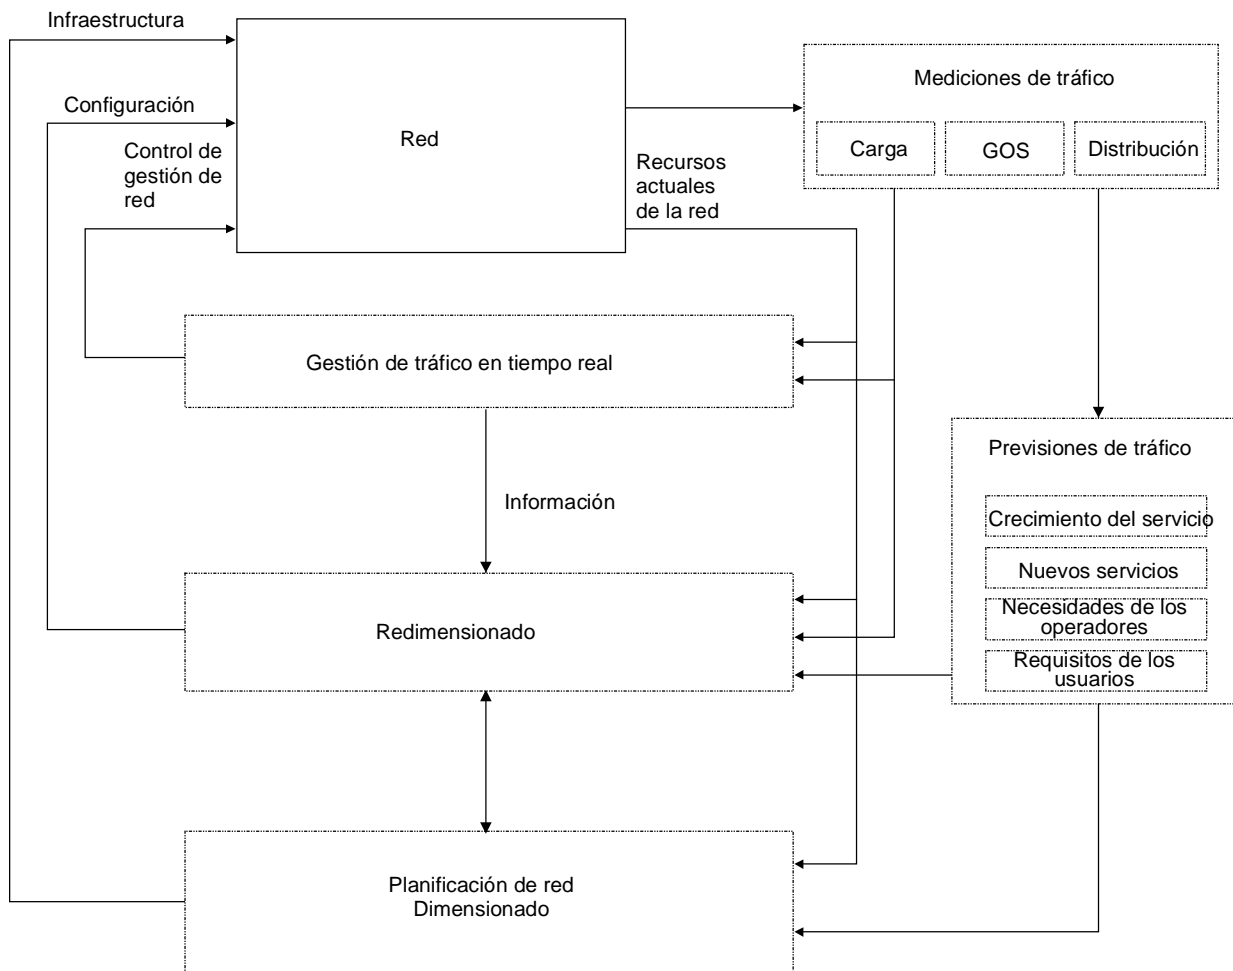 Infraestructura
Mediciones de tráfico
Configuración
Carga
GOS
Distribución
Red
Control de
gestión de
red
Recursos
actuales
de la red
Gestión de tráfico en tiempo real
Previsiones de tráfico
Información
Crecimiento del servicio
Nuevos servicios
Necesidades de los
operadores
Requisitos de los
usuarios
Redimensionado
Planificación de red
Dimensionado